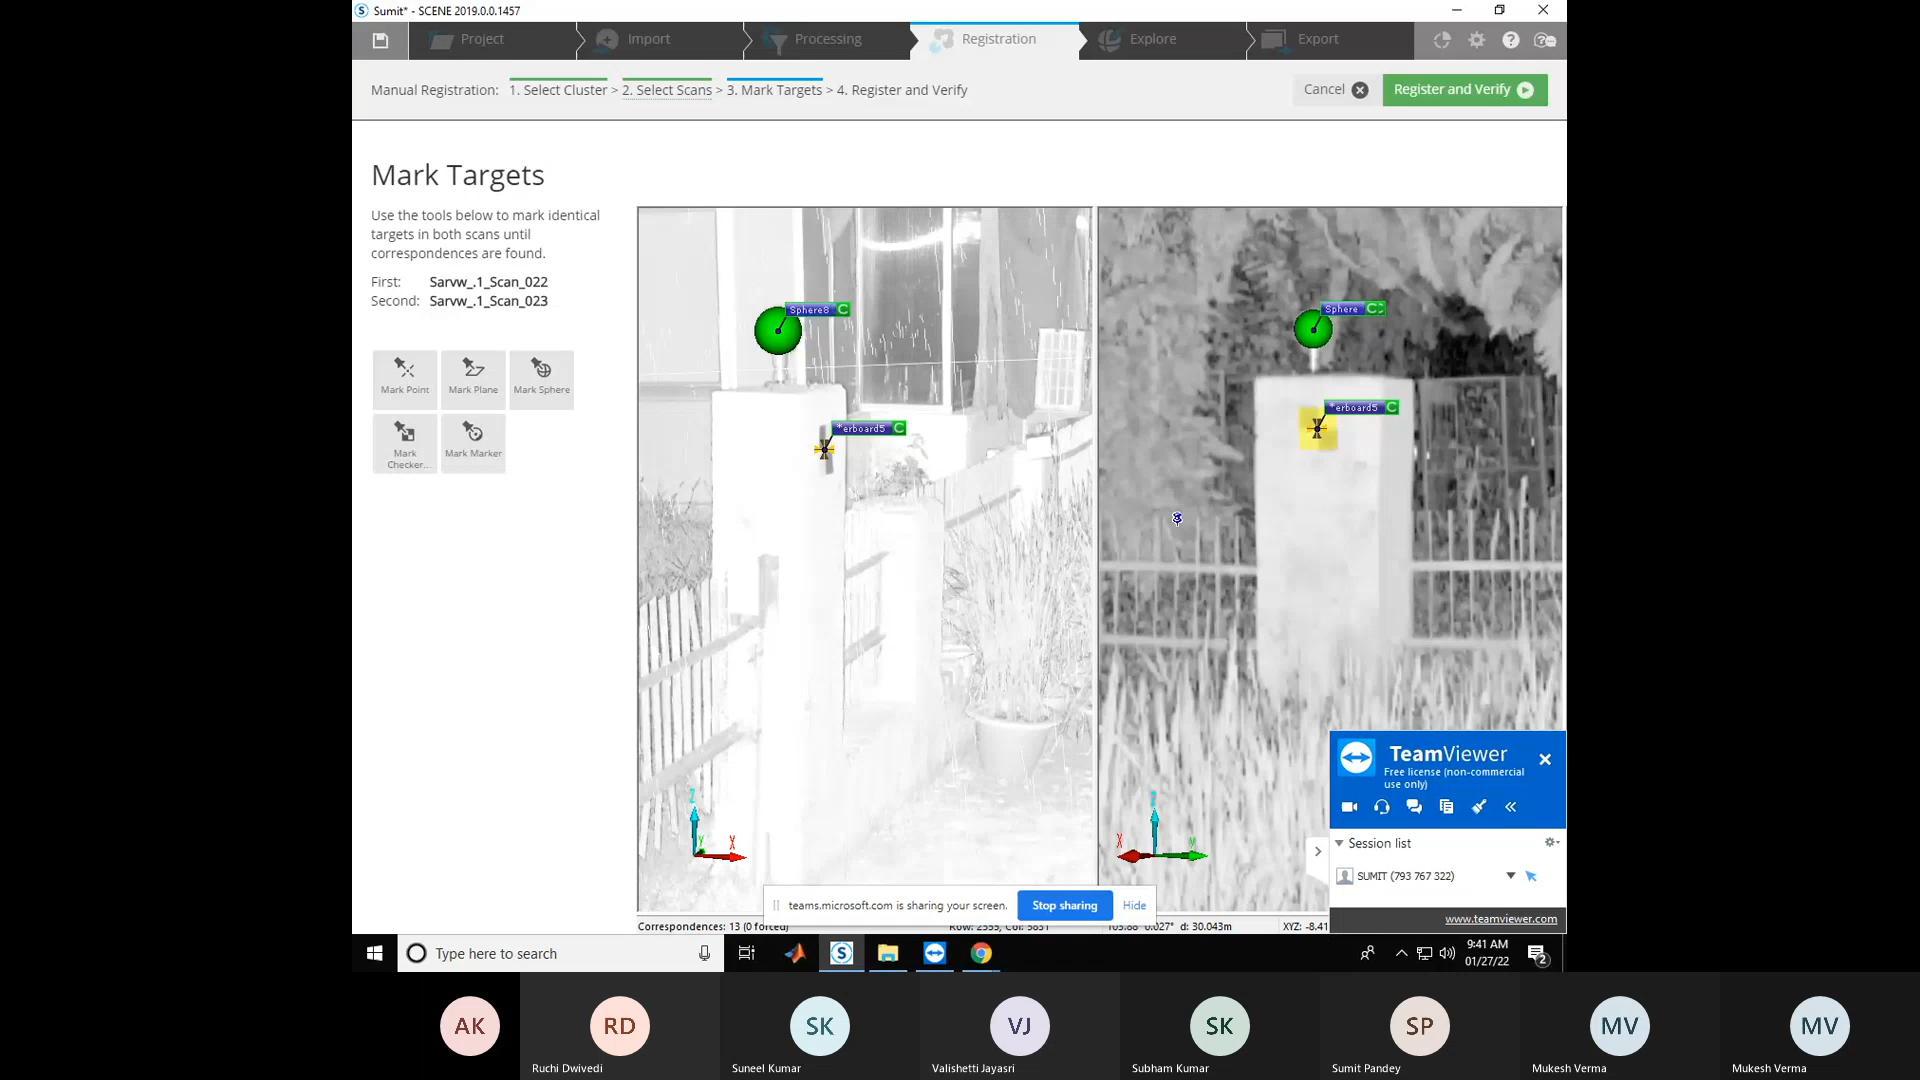 Sumit* - SCENE 2019.0.0.1457
Project
Import
Processing
Registration
Explore
Export
Manual Registration: 1. Select Cluster > 2. Select Scans > 3. Mark Targets > 4. Register and Verify
Cancel
Register and Verify
Mark Targets
Use the tools below to mark identical
targets in both scans until
correspondences are found.
First: Sarvw_.1_Scan_022
Second: Sarvw_.1_Scan_023
Mark Point
Mark Plane
Mark Sphere
Mark
Checker...
Mark Marker
Sphere8 C
*erboard5 C
Sphere
*erboard5 C
Z
Y
X
Z
X
Y
TeamViewer
Free license (non-commercial
use only)
Session list
SUMIT (793 767 322)
www.teamviewer.com
teams.microsoft.com is sharing your screen.
Stop sharing
Hide
Correspondences: 13 (0 forced)
d: 30.043m
XYZ: -8.41
Type here to search
9:41 AM
01/27/22
2
AK
RD
Ruchi Dwivedi
SK
Suneel Kumar
VJ
Valishetti Jayasri
SK
Subham Kumar
SP
Sumit Pandey
MV
Mukesh Verma
MV
Mukesh Verma